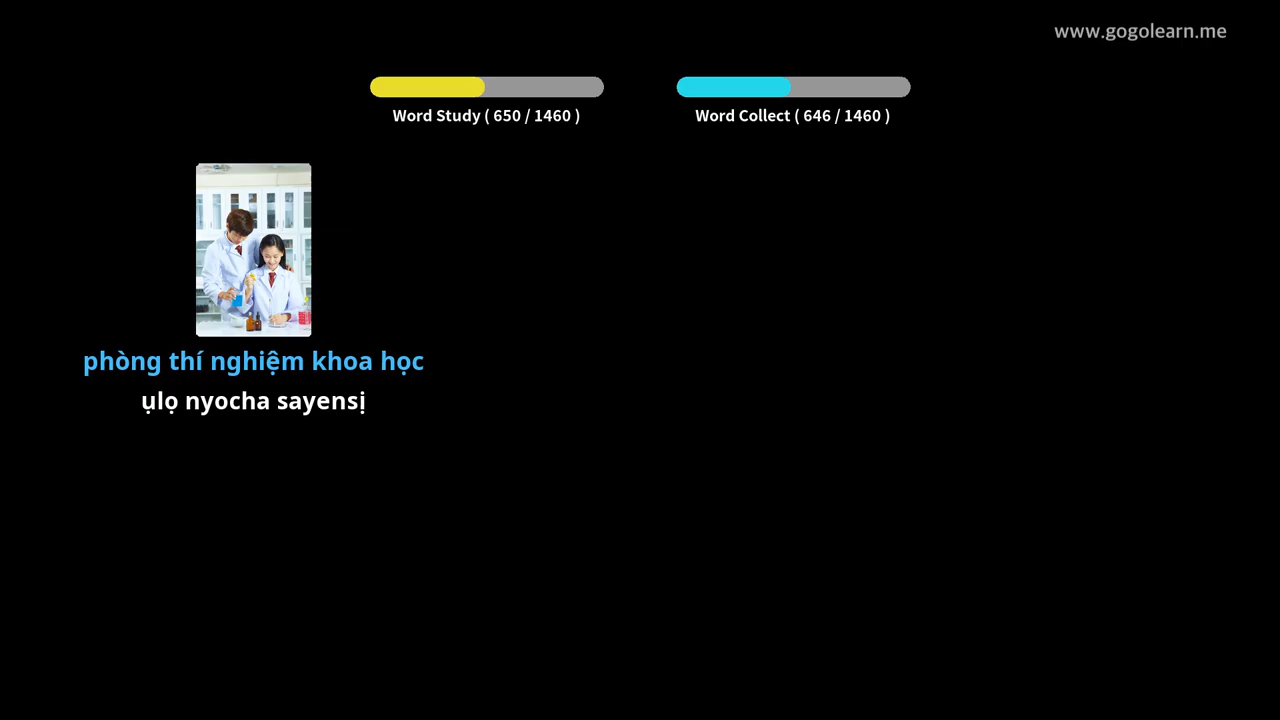 www.gogolearn.me
Word Study ( 650 / 1460 )
Word Collect ( 646 / 1460 )
phòng thí nghiệm khoa học
ụlọ nyocha sayensị